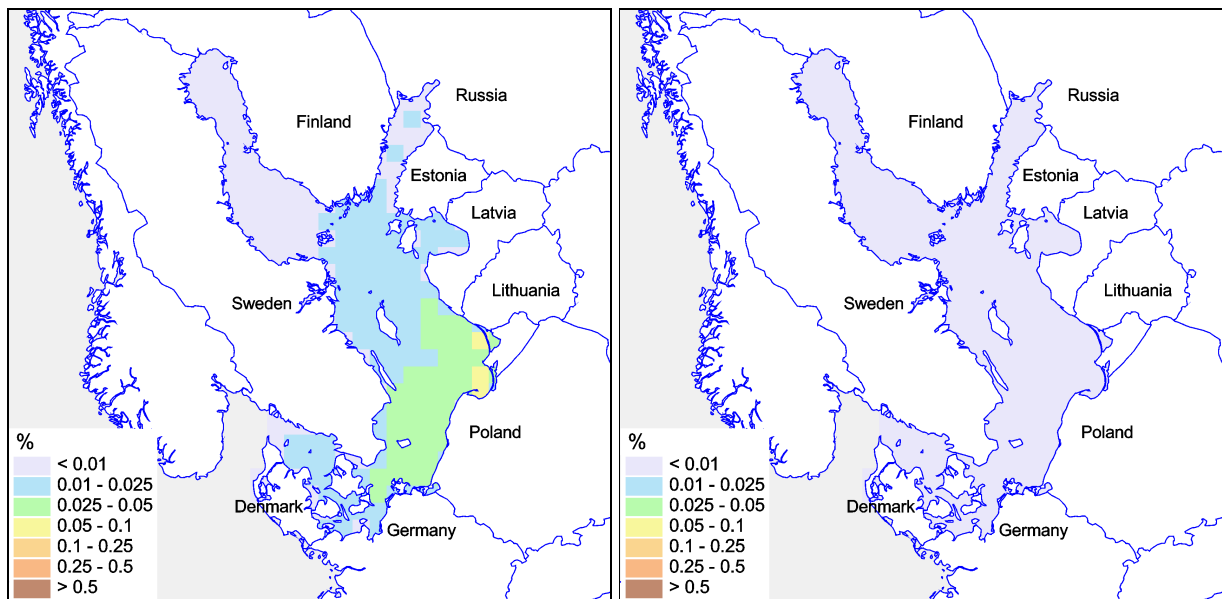 Russia
Finland
Estonia
Latvia
Lithuania
Sweden
Poland
%
< 0.01
0.01 - 0.025
0.025 - 0.05
0.05 - 0.1
0.1 - 0.25
0.25 - 0.5
> 0.5
Denmark
Germany
Russia
Finland
Estonia
Latvia
Lithuania
Sweden
Poland
%
< 0.01
0.01 - 0.025
0.025 - 0.05
0.05 - 0.1
0.1 - 0.25
0.25 - 0.5
> 0.5
Denmark
Germany